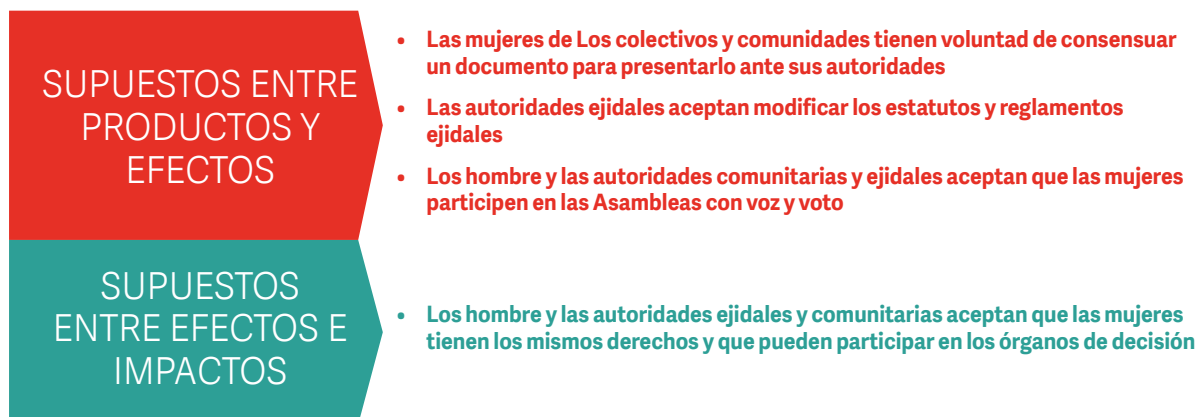 SUPUESTOS ENTRE
PRODUCTOS Y
EFECTOS
• Las mujeres de Los colectivos y comunidades tienen voluntad de consensuar
un documento para presentarlo ante sus autoridades
• Las autoridades ejidales aceptan modificar los estatutos y reglamentos
ejidales
• Los hombre y las autoridades comunitarias y ejidales aceptan que las mujeres
participen en las Asambleas con voz y voto
SUPUESTOS
ENTRE EFECTOS E
IMPACTOS
• Los hombre y las autoridades ejidales y comunitarias aceptan que las mujeres
tienen los mismos derechos y que pueden participar en los órganos de decisión